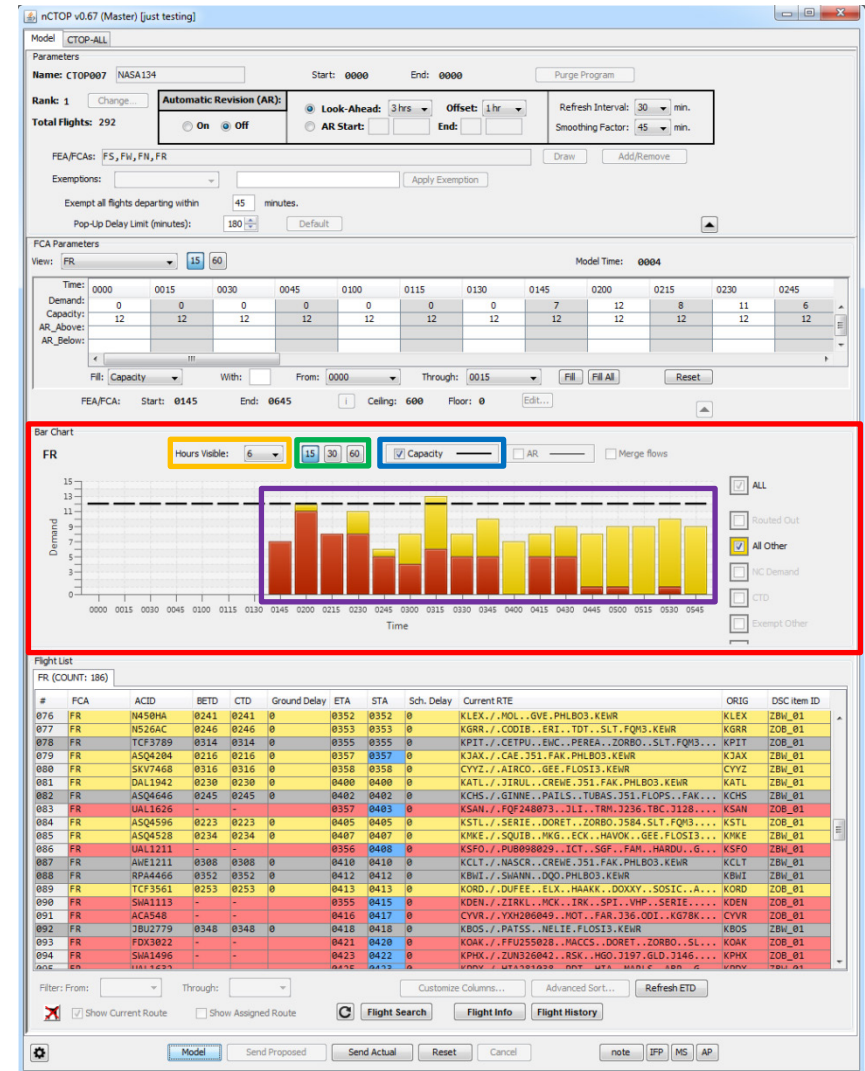 nCTOP v0.67 (Master) [just testing]
Model CTOP-ALL
Parameters
Name: CTOP007 NASA134 Start: 0000 End: 0000 Purge Program
Rank: 1 Change... Automatic Revision (AR): Look-Ahead: 3hrs Offset: 1hr Refresh Interval: 30 min.
Total Flights: 292 On Off AR Start: End: Smoothing Factor: 45 min.
FEA/FCAs: FS,FW,FN,FR Draw Add/Remove
Exemptions: Apply Exemption
Exempt all flights departing within 45 minutes.
Pop-Up Delay Limit (minutes): 180 Default
FCA Parameters
View: FR 15 60 Model Time: 0004
Time: 0000 0015 0030 0045 0100 0115 0130 0145 0200 0215 0230 0245
Demand: 0 0 0 0 0 0 0 7 12 8 11 6
Capacity: 12 12 12 12 12 12 12 12 12 12 12 12
AR_Above:
AR_Below:
Fill: Capacity With: From: 0000 Through: 0015 Fill Fill All Reset
FEA/FCA: Start: 0145 End: 0645 i Ceiling: 600 Floor: 0 Edit...
Bar Chart
FR Hours Visible: 6 15 30 60 Capacity AR Merge flows
15
11
9
7
5
3
0
Demand
0000 0015 0030 0045 0100 0115 0130 0145 0200 0215 0230 0245 0300 0315 0330 0345 0400 0415 0430 0445 0500 0515 0530 0545
Time
ALL
Routed Out
All Other
NC Demand
CTD
Exempt Other
Flight List
FR (COUNT: 186)
# FCA ACID BETD CTD Ground Delay ETA STA Sch. Delay Current RTE ORIG DSC item ID
076 FR N450HA 0241 0241 0 0352 0352 0 KLEX./.MOL..GVE.PHLBO3.KEWR KLEX ZBW_01
077 FR N526AC 0246 0246 0 0353 0353 0 KGRR./.CODIB..ERI..TDT..SLT.FQM3.KEWR KGRR ZOB_01
078 FR TCF3789 0314 0314 0 0355 0355 0 KPIT./.CETPU..EWC..PEREA..ZORBO..SLT.FQM3... KPIT ZOB_01
079 FR ASQ4204 0216 0216 0 0357 0357 0 KJAX./.CAE.J51.FAK.PHLBO3.KEWR KJAX ZBW_01
080 FR SKV7468 0316 0316 0 0358 0358 0 CYYZ./.AIRCO..GEE.FLOSI3.KEWR CYYZ ZBW_01
081 FR DAL1942 0230 0230 0 0400 0400 0 KATL./.JIRUL..CREWE.J51.FAK.PHLBO3.KEWR KATL ZBW_01
082 FR ASQ4646 0245 0245 0 0402 0402 0 KCHS./.GINNE..PAILS..TUBAS.J51.FLOPS..FAK... KCHS ZBW_01
083 FR UAL1626 - - 0357 0403 0 KSAN./.FQF248073..JLI..TRM.J236.TBC.J128.... KSAN ZOB_01
084 FR ASQ4596 0223 0223 0 0405 0405 0 KSTL./.SERIE..DORET..ZORBO.J584.SLT.FQM3.... KSTL ZOB_01
085 FR ASQ4528 0234 0234 0 0407 0407 0 KMKE./.SQUIB..MKG..ECK..HAVOK..GEE.FLOSI3... KMKE ZBW_01
086 FR UAL1211 - - 0356 0408 0 KSFO./.PUB098029..ICT..SGF..FAM..HARDU..G... KSFO ZOB_01
087 FR AWE1211 0308 0308 0 0410 0410 0 KCLT./.NASCR..CREWE.J51.FAK.PHLBO3.KEWR KCLT ZBW_01
088 FR RPA4466 0352 0352 0 0412 0412 0 KBWI./.SWANN..DQO.PHLBO3.KEWR KBWI ZBW_01
089 FR TCF3561 0253 0253 0 0413 0413 0 KORD./.DUFEE..ELX..HAAKK..DOXXY..SOSIC..A... KORD ZOB_01
090 FR SWA1113 - - 0355 0415 0 KDEN./.ZIRKL..MCK..IRK..SPI..VHP..SERIE..... KDEN ZOB_01
091 FR ACA548 - - 0416 0417 0 CYVR./.YXH206049..MOT..FAR.J36.ODI..KG78K... CYVR ZOB_01
092 FR JBU2779 0348 0348 0 0418 0418 0 KBOS./.PATSS..NELIE.FLOSI3.KEWR KBOS ZBW_01
093 FR FDX3022 - - 0421 0420 0 KOAK./.FFU255028..MACCS..DORET..ZORBO..SL... KOAK ZOB_01
094 FR SWA1496 - - 0423 0422 0 KPHX./.ZUN326042..RSK..HGO.J197.GLD.J146.... KPHX ZOB_01
Filter: From: Through: Customize Columns... Advanced Sort... Refresh ETD
Show Current Route Show Assigned Route C Flight Search Flight Info Flight History
Model Send Proposed Send Actual Reset Cancel note IFP MS AP